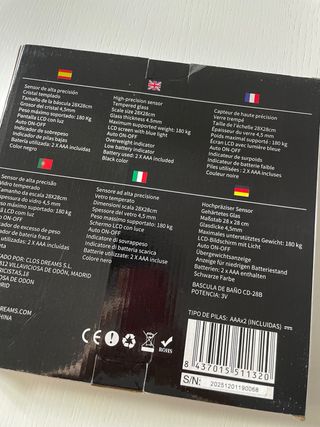 Sensor de alta precisión
Cristal templado
Tamaño de la báscula 28X28cm
Grosor del cristal 4,5mm
Peso máximo soportado: 180 kg
Pantalla LCD con luz
Auto ON-OFF
Indicador de sobrepeso
Indicador de pilas bajas
Batería utilizada: 2 X AAA incluidas
Color negro
High-precision sensor
Tempered glass
Scale size 28X28cm
Glass thickness 4,5mm
Maximum supported weight: 180 kg
LCD screen with blue light
Auto ON-OFF
Overweight indicator
Low battery indicator
Battery used: 2 X AAA included
Black color
Capteur de haute précision
Verre trempé
Taille de l'échelle 28X28cm
Épaisseur du verre 4,5 mm
Poids maximum supporté: 180 kg
Écran LCD avec lumière bleue
Auto ON-OFF
Indicateur de surpoids
Indicateur de batterie faible
Piles utilisées: 2 X AAA incluses
Couleur noire
Sensor de alta precisão
Vidro temperado
Tamanho da escala 28X28cm
Espessura do vidro 4,5 mm
máximo suportado: 180 kg
LCD com luz
ON-OFF
Indicador de excesso de peso
Indicador de bateria fraca
utilizadas: 2 X AAA incluídas
Sensore ad alta precisione
Vetro temperato
Dimensioni scala 28X28cm
Spessore del vetro 4,5 mm
Peso massimo supportato: 180 kg
Schermo LCD con luce
Auto ON-OFF
Indicatore di sovrappeso
Indicatore di batteria scarica
Batteria utilizzata: 2 X AAA incluse
Colore nero
Hochpräziser Sensor
Gehärtetes Glas
Maßstab 28 x 28 cm
Glasdicke 4,5mm
Maximales unterstütztes Gewicht: 180 kg
LCD-Bildschirm mit Licht
Auto ON-OFF
Übergewichtsanzeige
Anzeige für niedrigen Batteriestand
Batterien: 2 x AAA enthalten
Schwarze Farbe
POR: CLOS DREAMS S.L.
VILLAVICIOSA DE ODÓN, MADRID
DE ODÓN, MADRID
DREAMS.COM
CHINA
BASCULA DE BAÑO CD-28B
POTENCIA: 3V
TIPO DE PILAS: AAAx2 (INCLUIDAS)
CE
RoHS
8 437015 511320
S/N: 20251201190068